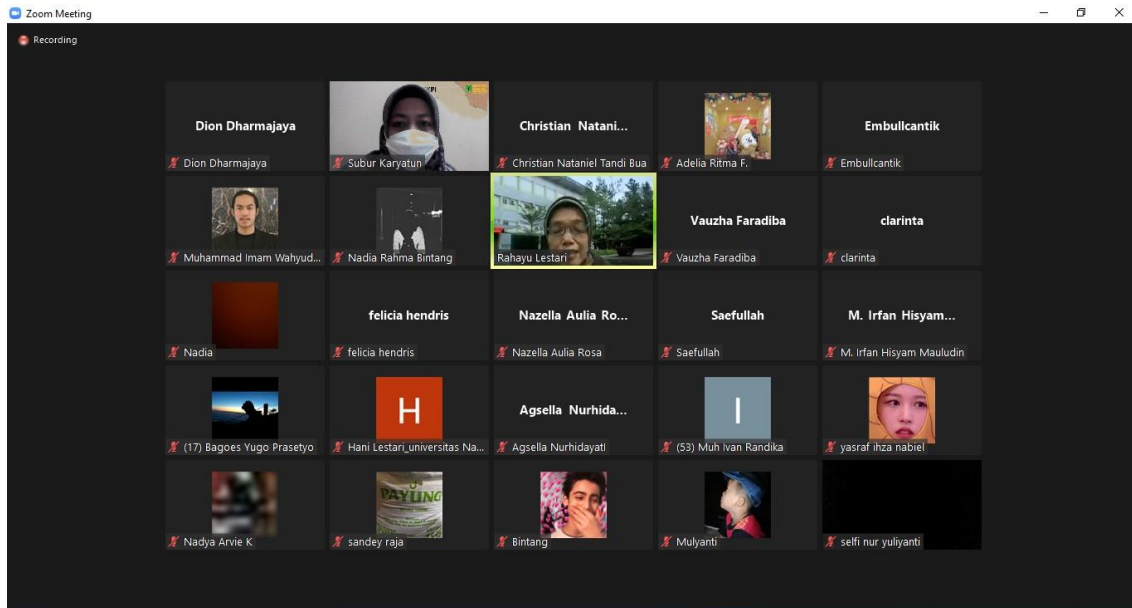 Zoom Meeting
Recording
Dion Dharmajaya
Dion Dharmajaya
KPI
Subur Karyatun
Christian Natani...
Christian Nataniel Tandi Bua
Adelia Ritma F.
Embullcantik
Embullcantik
Muhammad Imam Wahyud...
Nadia Rahma Bintang
Rahayu Lestari
Vauzha Faradiba
Vauzha Faradiba
clarinta
clarinta
Nadia
felicia hendris
felicia hendris
Nazella Aulia Ro...
Nazella Aulia Rosa
Saefullah
Saefullah
M. Irfan Hisyam...
M. Irfan Hisyam Mauludin
(17) Bagoes Yugo Prasetyo
H
Hani Lestari_universitas Na...
Agsella Nurhida...
Agsella Nurhidayati
I
(53) Muh Ivan Randika
yasraf ihza nabiel
Nadya Arvie K
PAYUNG
sandey raja
Bintang
Mulyanti
selfi nur yuliyanti